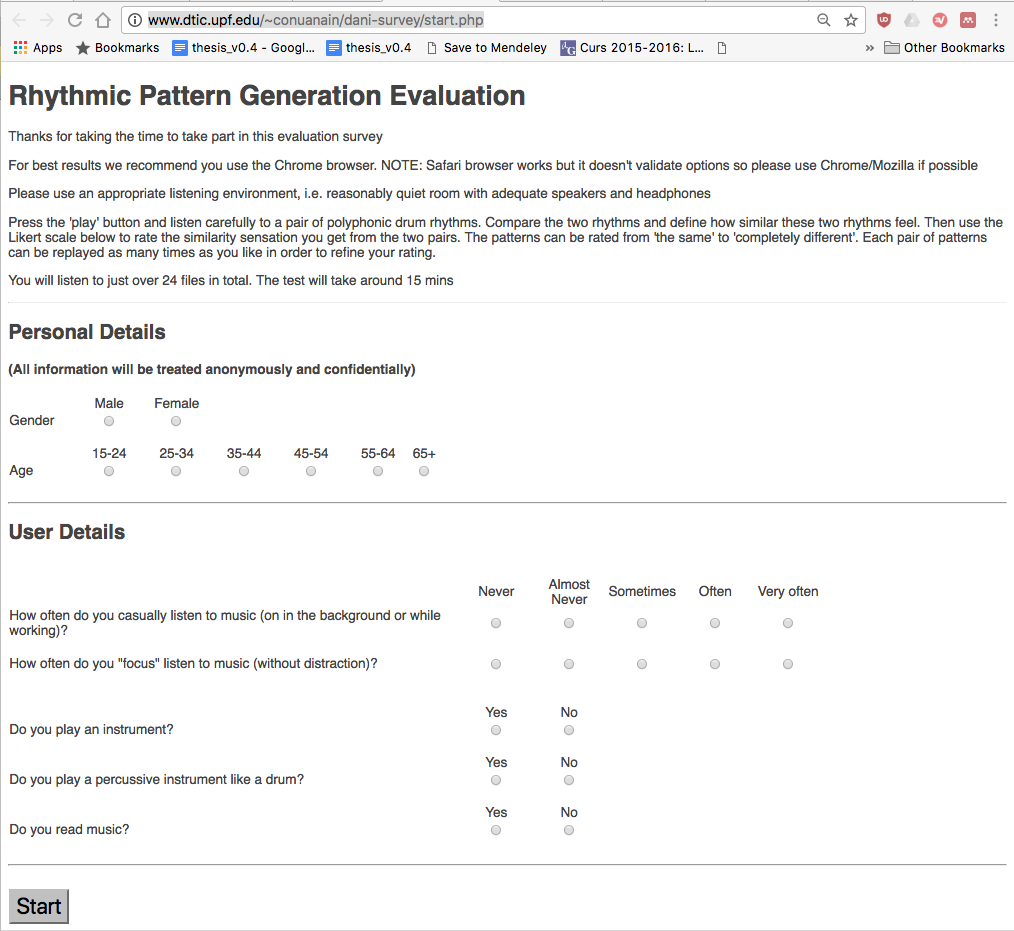 www.dtic.upf.edu/~conuanain/dani-survey/start.php
Apps Bookmarks thesis_v0.4 - Googl... thesis_v0.4 Save to Mendeley Curs 2015-2016: L... » Other Bookmarks
Rhythmic Pattern Generation Evaluation
Thanks for taking the time to take part in this evaluation survey
For best results we recommend you use the Chrome browser. NOTE: Safari browser works but it doesn't validate options so please use Chrome/Mozilla if possible
Please use an appropriate listening environment, i.e. reasonably quiet room with adequate speakers and headphones
Press the 'play' button and listen carefully to a pair of polyphonic drum rhythms. Compare the two rhythms and define how similar these two rhythms feel. Then use the
Likert scale below to rate the similarity sensation you get from the two pairs. The patterns can be rated from 'the same' to 'completely different'. Each pair of patterns
can be replayed as many times as you like in order to refine your rating.
You will listen to just over 24 files in total. The test will take around 15 mins
Personal Details
(All information will be treated anonymously and confidentially)
Male Female
Gender
15-24 25-34 35-44 45-54 55-64 65+
Age
User Details
Never Almost Never Sometimes Often Very often
How often do you casually listen to music (on in the background or while
working)?
How often do you "focus" listen to music (without distraction)?
Yes No
Do you play an instrument?
Yes No
Do you play a percussive instrument like a drum?
Yes No
Do you read music?
Start